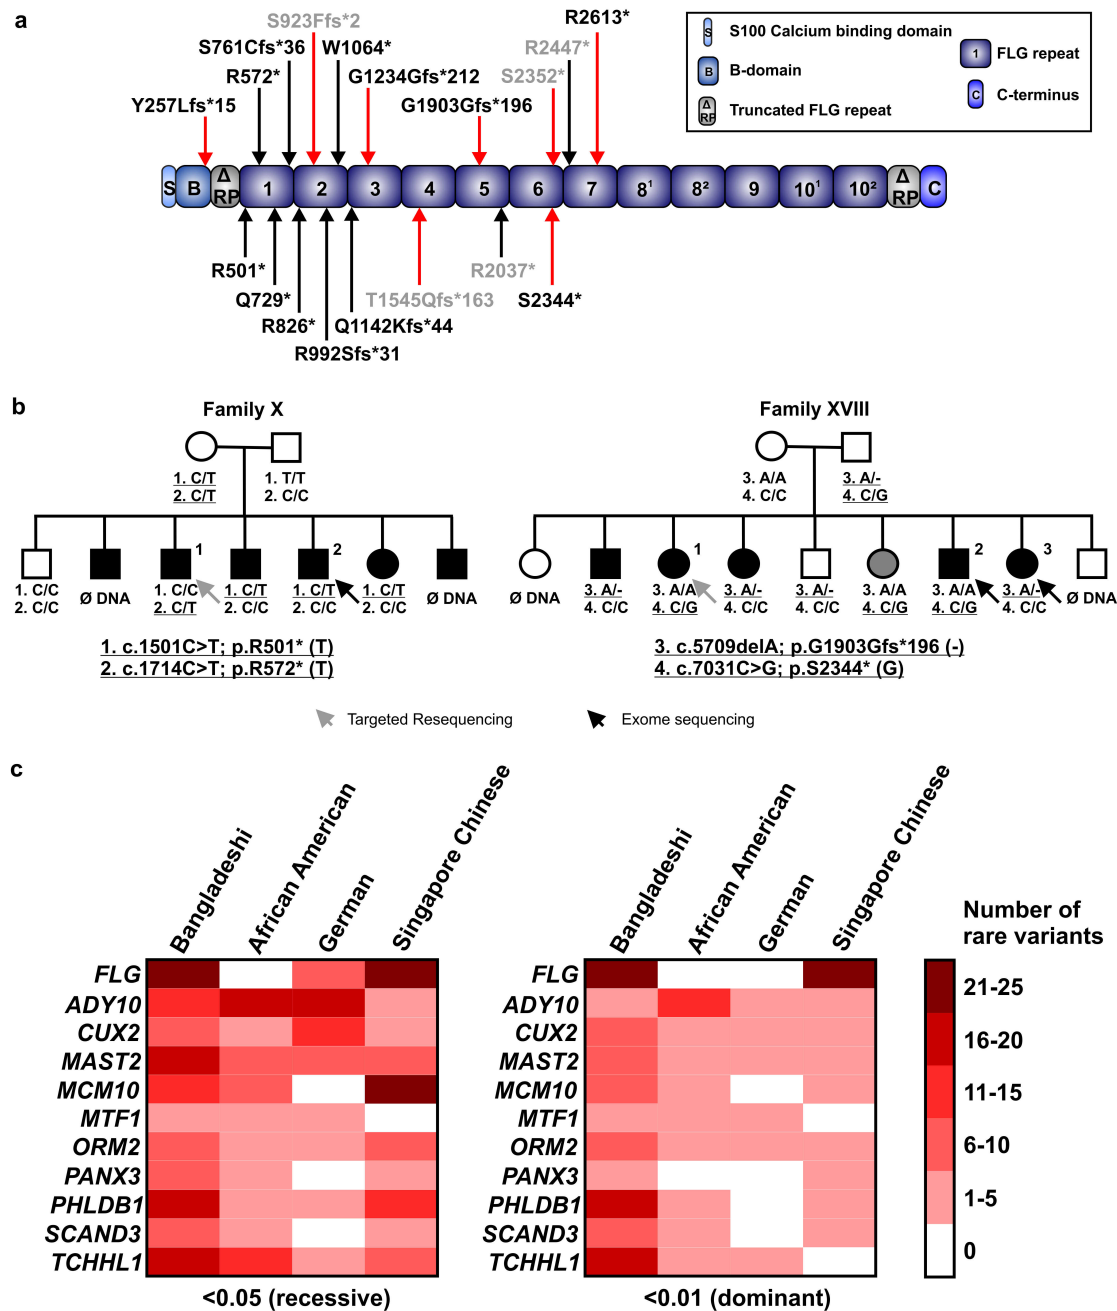 a
S923Ffs*2
R2613*
S761Cfs*36 W1064*
R2447*
R572*
G1234Gfs*212
S2352*
Y257Lfs*15
G1903Gfs*196
S S100 Calcium binding domain
B B-domain
Δ RP Truncated FLG repeat
1 FLG repeat
C C-terminus
S B Δ RP 1 2 3 4 5 6 7 8¹ 8² 9 10¹ 10² Δ RP C
R501*
R2037*
Q729*
T1545Qfs*163
S2344*
R826*
Q1142Kfs*44
R992Sfs*31
b
Family X
1. C/T
2. C/T
1. T/T
2. C/C
1 2
1. C/C
2. C/C
Ø DNA
1. C/C
2. C/T
1. C/T
2. C/C
1. C/T
2. C/C
1. C/T
2. C/C
Ø DNA
1. c.1501C>T; p.R501* (T)
2. c.1714C>T; p.R572* (T)
Family XVIII
3. A/A
4. C/C
3. A/-
4. C/G
1 2 3
Ø DNA
3. A/-
4. C/C
3. A/A
4. C/G
3. A/-
4. C/C
3. A/-
4. C/C
3. A/A
4. C/G
3. A/A
4. C/G
3. A/-
4. C/C
Ø DNA
3. c.5709delA; p.G1903Gfs*196 (-)
4. c.7031C>G; p.S2344* (G)
Targeted Resequencing
Exome sequencing
c
Bangladeshi
African American
German
Singapore Chinese
FLG
ADY10
CUX2
MAST2
MCM10
MTF1
ORM2
PANX3
PHLDB1
SCAND3
TCHHL1
<0.05 (recessive)
Bangladeshi
African American
German
Singapore Chinese
FLG
ADY10
CUX2
MAST2
MCM10
MTF1
ORM2
PANX3
PHLDB1
SCAND3
TCHHL1
<0.01 (dominant)
Number of
rare variants
21-25
16-20
11-15
6-10
1-5
0